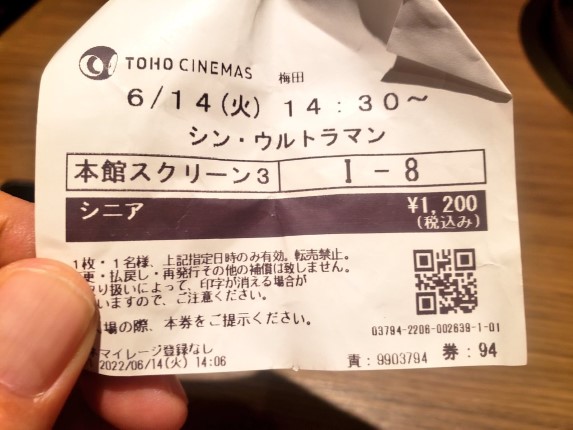 TOHO CINEMAS 梅田
6/14(火) 14:30～
シン・ウルトラマン
本館スクリーン3 I-8
シニア ¥1,200
(税込み)
1枚・1名様、上記指定日時のみ有効。転売禁止。
更・払戻し・再発行その他の補償は致しません。
り扱いによって、印字が消える場合が
いますので、ご注意ください。
場の際、本券をご提示ください。
03794-2206-002639-1-01
マイレージ登録なし
2022/06/14(火) 14:06
責:9903794 券:94